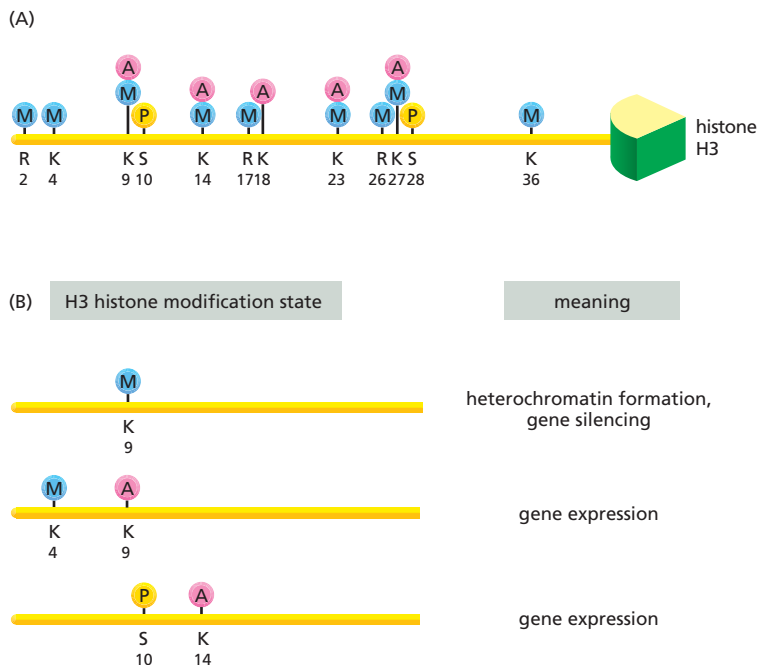 (A)
A A
A A A
M M M M M
M M P M M P M
R K K S K R K K R K S K
2 4 9 10 14 17 18 23 26 27 28 36
histone
H3
(B) H3 histone modification state meaning
M
K
9
heterochromatin formation,
gene silencing
M A
K K
4 9
gene expression
P A
S K
10 14
gene expression